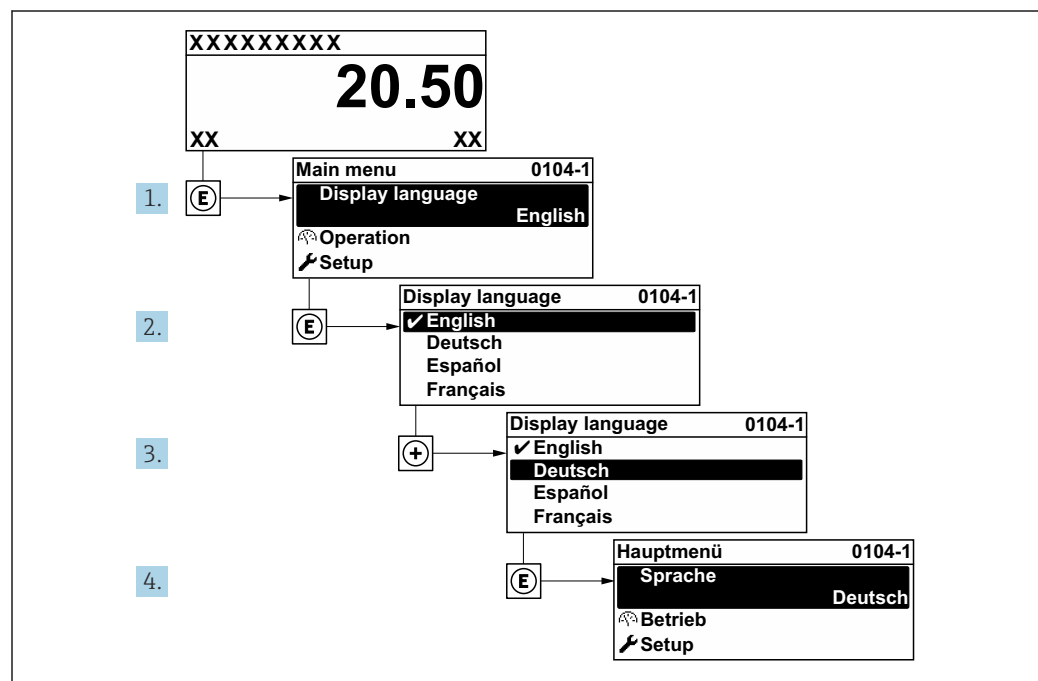 XXXXXXXXX
20.50
XX XX
1. E
Main menu 0104-1
Display language
English
Operation
Setup
2. E
Display language 0104-1
✔ English
Deutsch
Español
Français
3. +
Display language 0104-1
✔ English
Deutsch
Español
Français
4. E
Hauptmenü 0104-1
Sprache
Deutsch
Betrieb
Setup